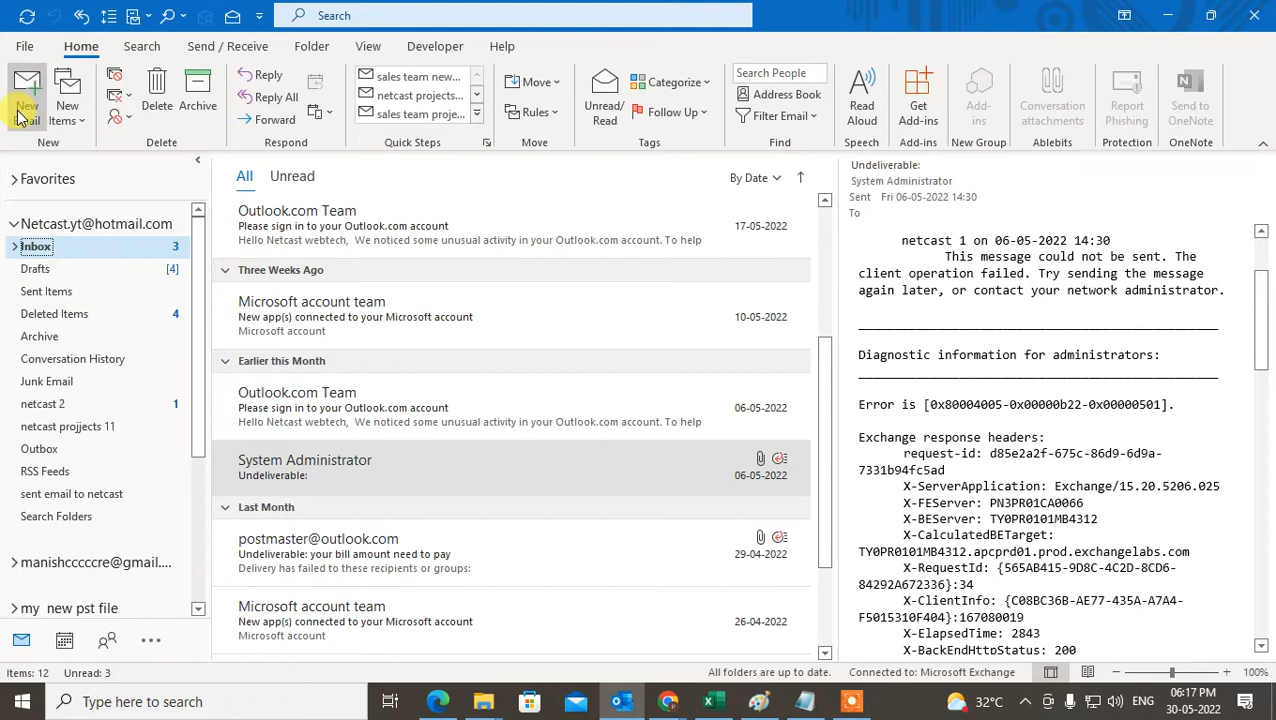 Search
File Home Search Send / Receive Folder View Developer Help
New Email
New Items
New
Delete
Archive
Delete
Reply
Reply All
Forward
Respond
sales team new...
netcast projects...
sales team proje...
Quick Steps
Move
Rules
Move
Unread/ Read
Categorize
Follow Up
Tags
Search People
Address Book
Filter Email
Find
Read Aloud
Speech
Get Add-ins
Add-ins
Add-ins
New Group
Conversation attachments
Ablebits
Report Phishing
Protection
Send to OneNote
OneNote
Favorites
Netcast.yt@hotmail.com
Inbox 3
Drafts [4]
Sent Items
Deleted Items 4
Archive
Conversation History
Junk Email
netcast 2 1
netcast projjects 11
Outbox
RSS Feeds
sent email to netcast
Search Folders
manishcccccre@gmail....
my new pst file
All Unread By Date
Outlook.com Team
Please sign in to your Outlook.com account 17-05-2022
Hello Netcast webtech, We noticed some unusual activity in your Outlook.com account. To help
Three Weeks Ago
Microsoft account team
New app(s) connected to your Microsoft account 10-05-2022
Microsoft account
Earlier this Month
Outlook.com Team
Please sign in to your Outlook.com account 06-05-2022
Hello Netcast webtech, We noticed some unusual activity in your Outlook.com account. To help
System Administrator
Undeliverable: 06-05-2022
Last Month
postmaster@outlook.com
Undeliverable: your bill amount need to pay 29-04-2022
Delivery has failed to these recipients or groups:
Microsoft account team
New app(s) connected to your Microsoft account 26-04-2022
Microsoft account
Undeliverable:
System Administrator
Sent Fri 06-05-2022 14:30
To
netcast 1 on 06-05-2022 14:30
This message could not be sent. The
client operation failed. Try sending the message
again later, or contact your network administrator.
Diagnostic information for administrators:
Error is [0x80004005-0x00000b22-0x00000501].
Exchange response headers:
request-id: d85e2a2f-675c-86d9-6d9a-
7331b94fc5ad
X-ServerApplication: Exchange/15.20.5206.025
X-FEServer: PN3PR01CA0066
X-BEServer: TY0PR0101MB4312
X-CalculatedBETarget:
TY0PR0101MB4312.apcprd01.prod.exchangelabs.com
X-RequestId: {565AB415-9D8C-4C2D-8CD6-
84292A672336}:34
X-ClientInfo: {C08BC36B-AE77-435A-A7A4-
F5015310F404}:167080019
X-ElapsedTime: 2843
X-BackEndHttpStatus: 200
Items: 12 Unread: 3 All folders are up to date. Connected to: Microsoft Exchange 100%
Type here to search 32°C ENG 06:17 PM
30-05-2022